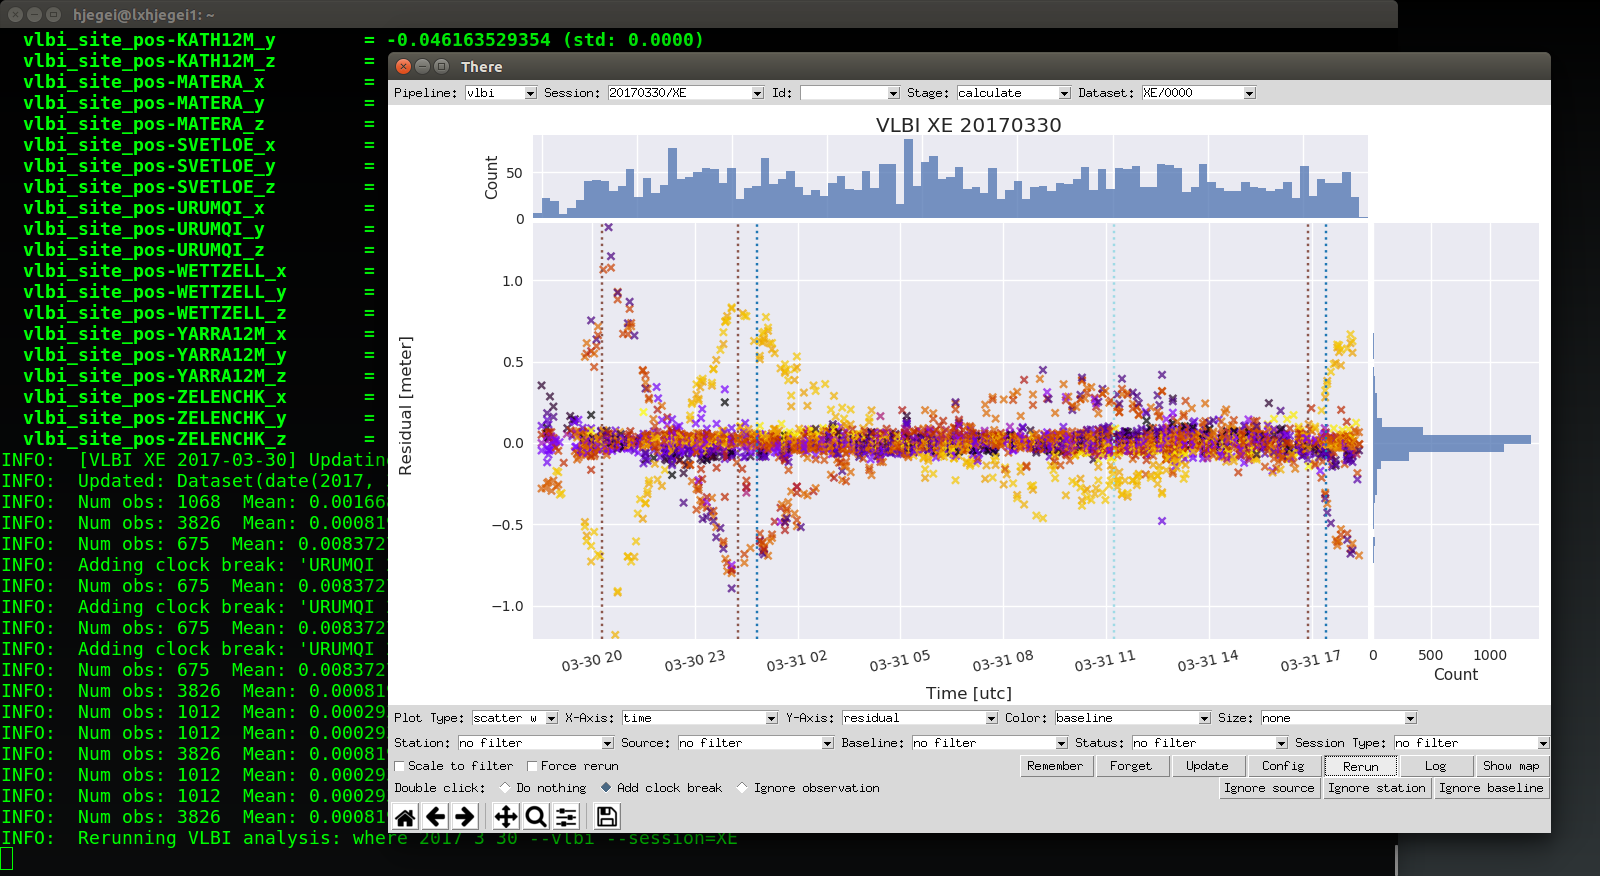 hjegei@lxhjegei1: ~
vlbi_site_pos-KATH12M_y = -0.046163529354 (std: 0.0000)
vlbi_site_pos-KATH12M_z =
vlbi_site_pos-MATERA_x =
vlbi_site_pos-MATERA_y =
vlbi_site_pos-MATERA_z =
vlbi_site_pos-SVETLOE_x =
vlbi_site_pos-SVETLOE_y =
vlbi_site_pos-SVETLOE_z =
vlbi_site_pos-URUMQI_x =
vlbi_site_pos-URUMQI_y =
vlbi_site_pos-URUMQI_z =
vlbi_site_pos-WETTZELL_x =
vlbi_site_pos-WETTZELL_y =
vlbi_site_pos-WETTZELL_z =
vlbi_site_pos-YARRA12M_x =
vlbi_site_pos-YARRA12M_y =
vlbi_site_pos-YARRA12M_z =
vlbi_site_pos-ZELENCHK_x =
vlbi_site_pos-ZELENCHK_y =
vlbi_site_pos-ZELENCHK_z =
INFO: [VLBI XE 2017-03-30] Updating
INFO: Updated: Dataset(date(2017,
INFO: Num obs: 1068 Mean: 0.00166
INFO: Num obs: 3826 Mean: 0.00081
INFO: Num obs: 675 Mean: 0.00837
INFO: Adding clock break: 'URUMQI
INFO: Num obs: 675 Mean: 0.00837
INFO: Adding clock break: 'URUMQI
INFO: Num obs: 675 Mean: 0.00837
INFO: Adding clock break: 'URUMQI
INFO: Num obs: 675 Mean: 0.00837
INFO: Num obs: 3826 Mean: 0.00081
INFO: Num obs: 1012 Mean: 0.00029
INFO: Num obs: 1012 Mean: 0.00029
INFO: Num obs: 3826 Mean: 0.00081
INFO: Num obs: 1012 Mean: 0.00029
INFO: Num obs: 1012 Mean: 0.00029
INFO: Num obs: 3826 Mean: 0.00081
INFO: Rerunning VLBI analysis: where 2017 3 30 --vlbi --session=XE
There
Pipeline: vlbi Session: 20170330/XE Id: Stage: calculate Dataset: XE/0000
VLBI XE 20170330
Count
50
0
Residual [meter]
1.0
0.5
0.0
−0.5
−1.0
03-30 20 03-30 23 03-31 02 03-31 05 03-31 08 03-31 11 03-31 14 03-31 17
Time [utc]
0 500 1000
Count
Plot Type: scatter w X-Axis: time Y-Axis: residual Color: baseline Size: none
Station: no filter Source: no filter Baseline: no filter Status: no filter Session Type: no filter
Scale to filter Force rerun Remember Forget Update Config Rerun Log Show map
Double click: Do nothing Add clock break Ignore observation Ignore source Ignore station Ignore baseline